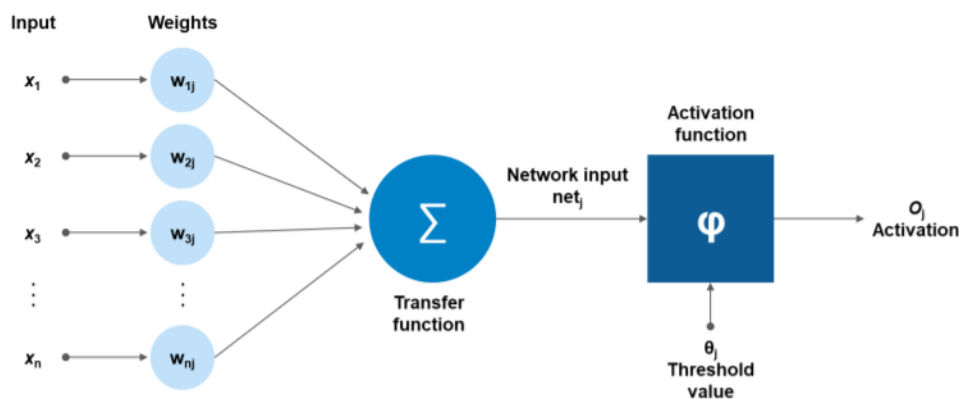 Input
Weights
x₁
w₁ⱼ
x₂
w₂ⱼ
x₃
w₃ⱼ
⋮
⋮
xₙ
wₙⱼ
Σ
Transfer
function
Network input
netⱼ
Activation
function
φ
θⱼ
Threshold
value
Oⱼ
Activation